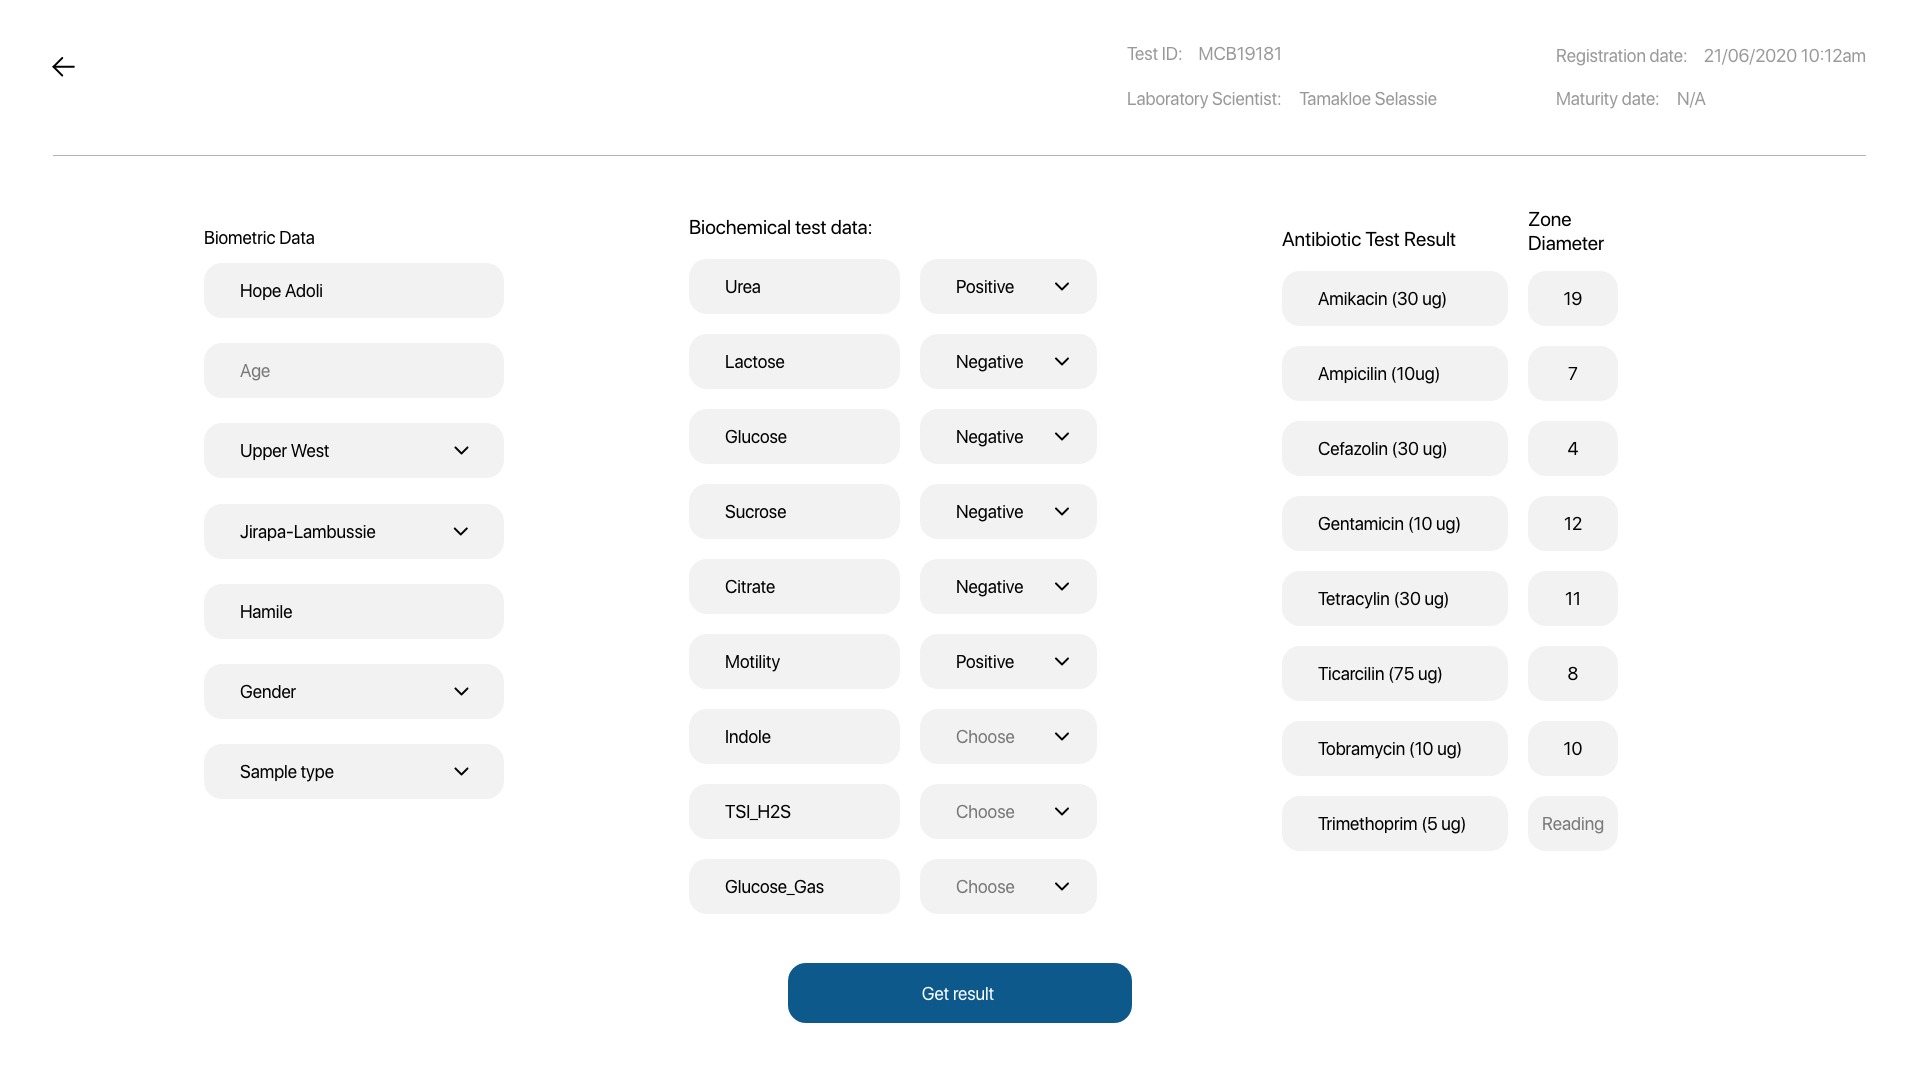 Test ID: MCB19181
Registration date: 21/06/2020 10:12am
Laboratory Scientist: Tamakloe Selassie
Maturity date: N/A
Biometric Data
Hope Adoli
Age
Upper West
Jirapa-Lambussie
Hamile
Gender
Sample type
Biochemical test data:
Urea Positive
Lactose Negative
Glucose Negative
Sucrose Negative
Citrate Negative
Motility Positive
Indole Choose
TSI_H2S Choose
Glucose_Gas Choose
Antibiotic Test Result
Zone
Diameter
Amikacin (30 ug) 19
Ampicilin (10ug) 7
Cefazolin (30 ug) 4
Gentamicin (10 ug) 12
Tetracylin (30 ug) 11
Ticarcilin (75 ug) 8
Tobramycin (10 ug) 10
Trimethoprim (5 ug) Reading
Get result